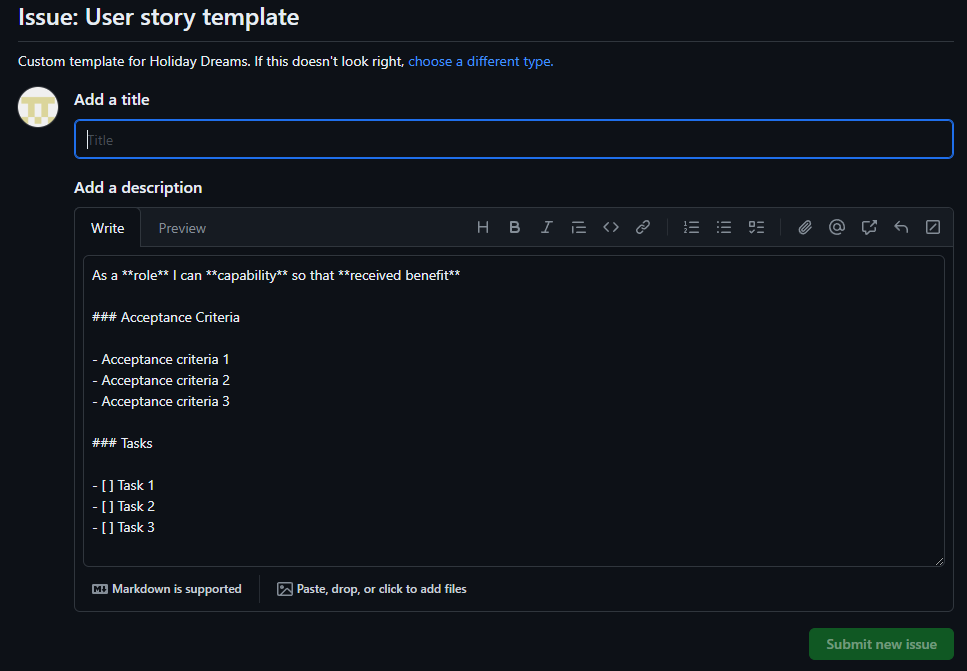 Issue: User story template
Custom template for Holiday Dreams. If this doesn't look right, choose a different type.
Add a title
Title
Add a description
Write Preview
As a **role** I can **capability** so that **received benefit**
### Acceptance Criteria
- Acceptance criteria 1
- Acceptance criteria 2
- Acceptance criteria 3
### Tasks
- [ ] Task 1
- [ ] Task 2
- [ ] Task 3
Markdown is supported Paste, drop, or click to add files
Submit new issue